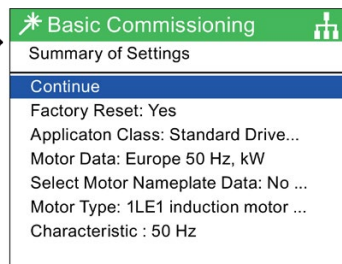 Basic Commissioning
Summary of Settings
Continue
Factory Reset: Yes
Applicaton Class: Standard Drive...
Motor Data: Europe 50 Hz, kW
Select Motor Nameplate Data: No ...
Motor Type: 1LE1 induction motor ...
Characteristic : 50 Hz